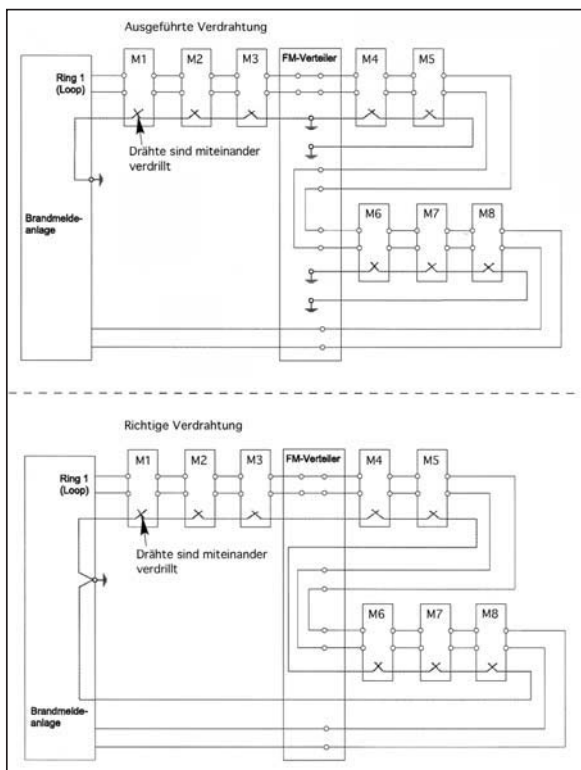 Ausgeführte Verdrahtung
M1
M2
M3
FM-Verteiler
M4
M5
Ring 1
(Loop)
Drähte sind miteinander
verdrillt
Brandmelde-
anlage
M6
M7
M8
Richtige Verdrahtung
M1
M2
M3
FM-Verteiler
M4
M5
Ring 1
(Loop)
Drähte sind miteinander
verdrillt
M6
M7
M8
Brandmelde-
anlage